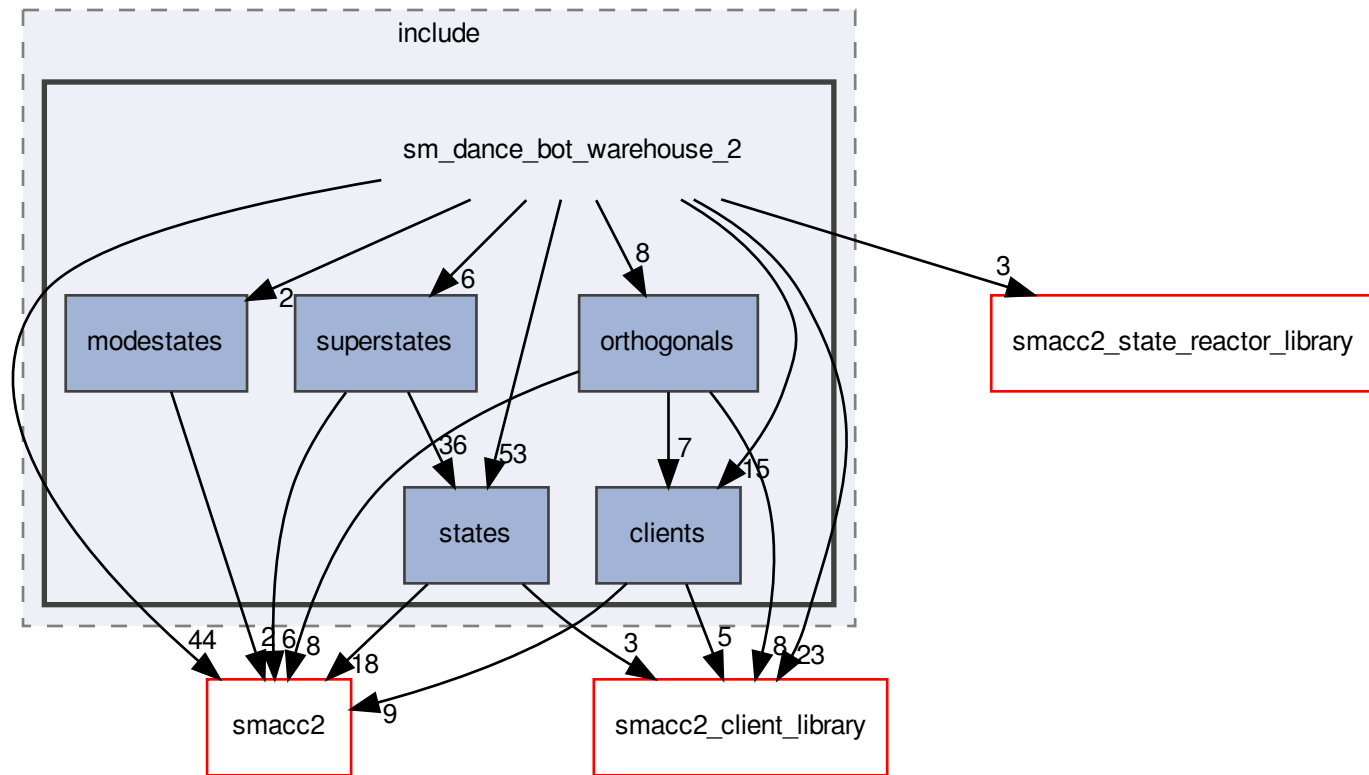 include
sm_dance_bot_warehouse_2
8
6
2
3
modestates
superstates
orthogonals
smacc2_state_reactor_library
36
53
7
15
states
clients
44
2
6
8
18
9
3
5
8
23
smacc2
smacc2_client_library